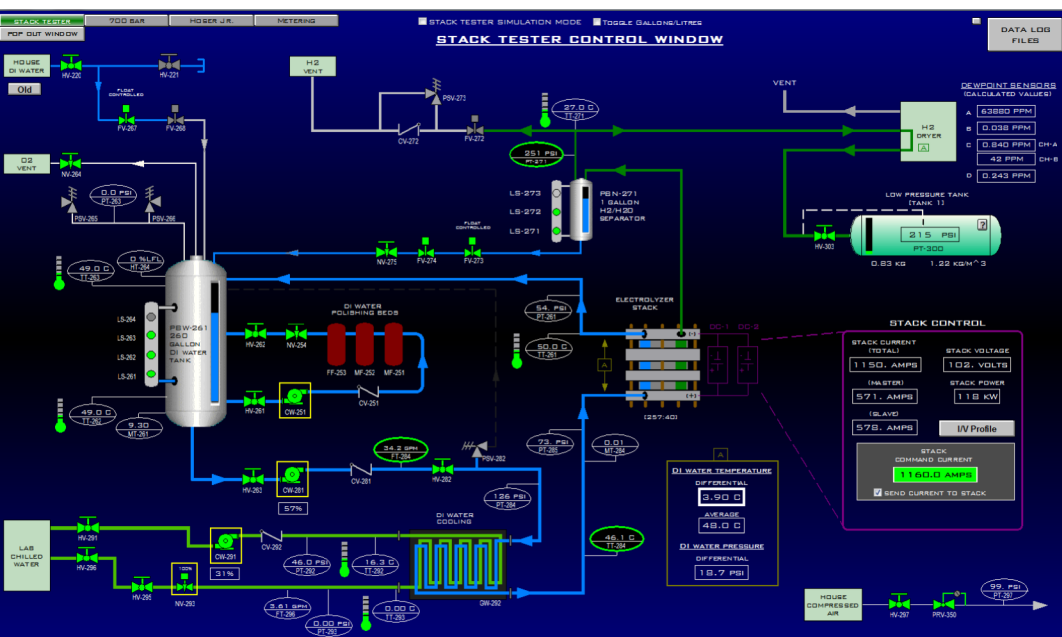 STACK TESTER
700 BAR
HOSER JR.
METERING
POP OUT WINDOW
STACK TESTER SIMULATION MODE
TOGGLE GALLONS/LITRES
STACK TESTER CONTROL WINDOW
DATA LOG
FILES
HOUSE
DI WATER
HV-220
HV-221
Old
FLOAT
CONTROLLED
FV-267
FV-268
O2
VENT
NV-264
H2
VENT
PSV-273
CV-272
FV-272
27.0 C
TT-271
251 PSI
PT-271
VENT
H2
DRYER
A
DEWPOINT SENSORS
(CALCULATED VALUES)
A 63880 PPM
B 0.038 PPM
C 0.840 PPM CH-A
42 PPM CH-B
D 0.243 PPM
LOW PRESSURE TANK
(TANK 1)
HV-303
215 PSI
?
PT-300
0.83 KG
1.22 KG/M^3
0.0 PSI
PT-263
PSV-265
PSV-266
LS-273
LS-272
LS-271
PSN-271
1 GALLON
H2/H2O
SEPARATOR
FLOAT
CONTROLLED
NV-275
FV-274
FV-273
49.0 C
TT-263
0 %LFL
HT-264
LS-264
LS-263
LS-262
LS-261
PSW-261
260
GALLON
DI WATER
TANK
DI WATER
POLISHING BEDS
HV-262
NV-254
FF-253
MF-252
MF-251
HV-261
CW-251
CV-251
49.0 C
TT-262
9.30
MT-261
54. PSI
PT-261
50.0 C
TT-261
ELECTROLYZER
STACK
DC-1
DC-2
A
(-)
(+)
[257:40]
STACK CONTROL
STACK CURRENT
(TOTAL)
1150. AMPS
STACK VOLTAGE
102. VOLTS
(MASTER)
571. AMPS
STACK POWER
118 KW
(SLAVE)
578. AMPS
I/V Profile
STACK
COMMAND CURRENT
1160.0 AMPS
SEND CURRENT TO STACK
73. PSI
PT-285
0.01
MT-284
34.2 GPM
FT-284
PSV-282
HV-263
CW-281
57%
CV-281
HV-282
126 PSI
PT-284
A
DI WATER TEMPERATURE
DIFFERENTIAL
3.90 C
AVERAGE
48.0 C
DI WATER PRESSURE
DIFFERENTIAL
18.7 PSI
46.1 C
TT-284
LAB
CHILLED
WATER
HV-291
HV-296
CW-291
31%
CV-292
46.0 PSI
PT-292
16.3 C
TT-292
DI WATER
COOLING
GW-292
HV-295
100%
NV-293
3.61 GPM
FT-296
0.00 PSI
PT-293
0.00 C
TT-293
HOUSE
COMPRESSED
AIR
HV-297
PRV-350
99. PSI
PT-297